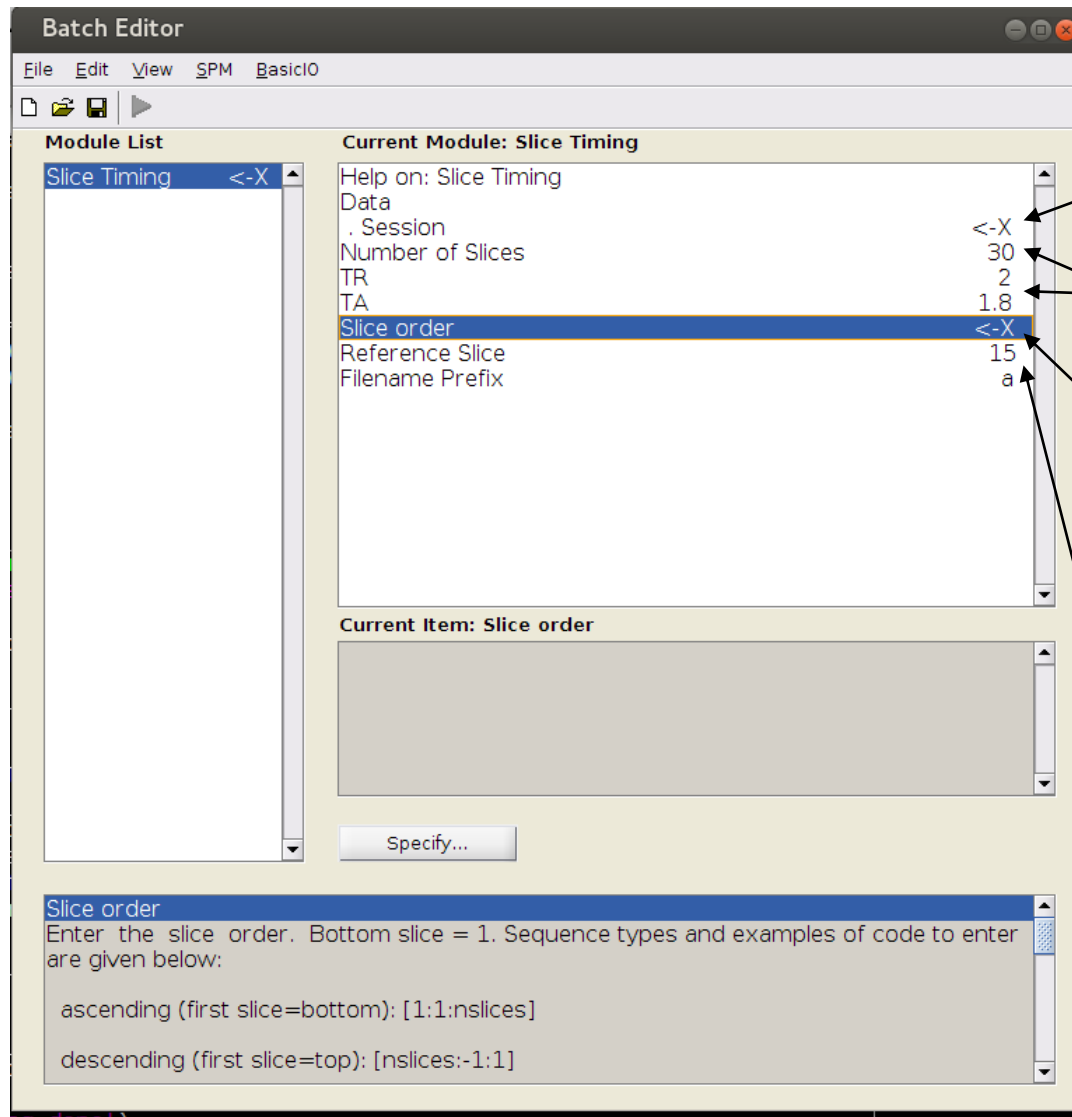 Batch Editor
File Edit View SPM BasicIO
Module List
Current Module: Slice Timing
Slice Timing <-X
Help on: Slice Timing
Data
. Session <-X
Number of Slices 30
TR 2
TA 1.8
Slice order <-X
Reference Slice 15
Filename Prefix a
Current Item: Slice order
Specify...
Slice order
Enter the slice order. Bottom slice = 1. Sequence types and examples of code to enter
are given below:
ascending (first slice=bottom): [1:1:nslices]
descending (first slice=top): [nslices:-1:1]